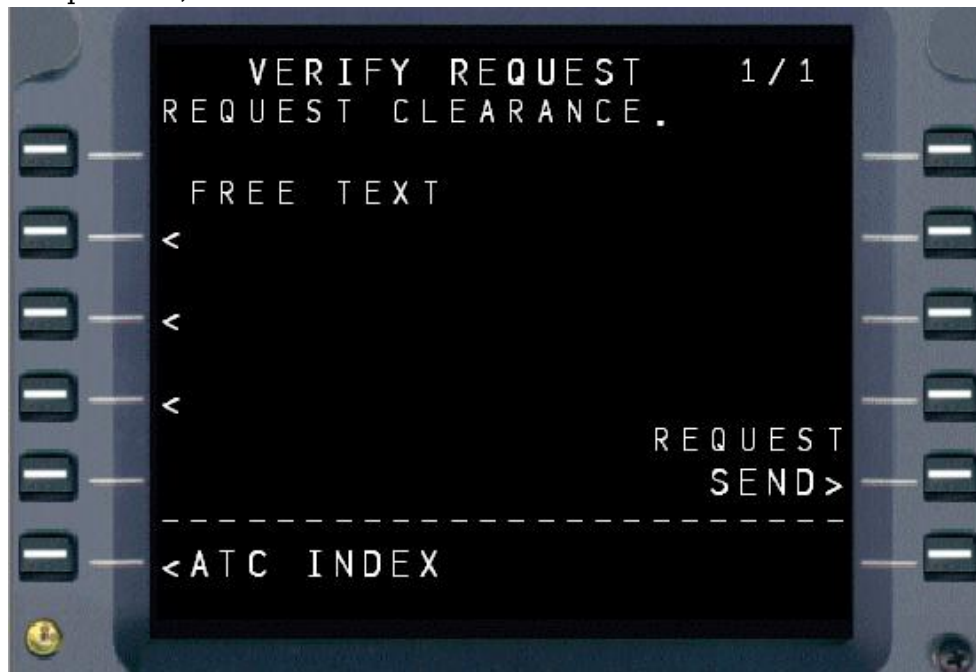 VERIFY REQUEST 1/1
REQUEST CLEARANCE.
FREE TEXT
<
<
<
REQUEST
SEND>
<ATC INDEX